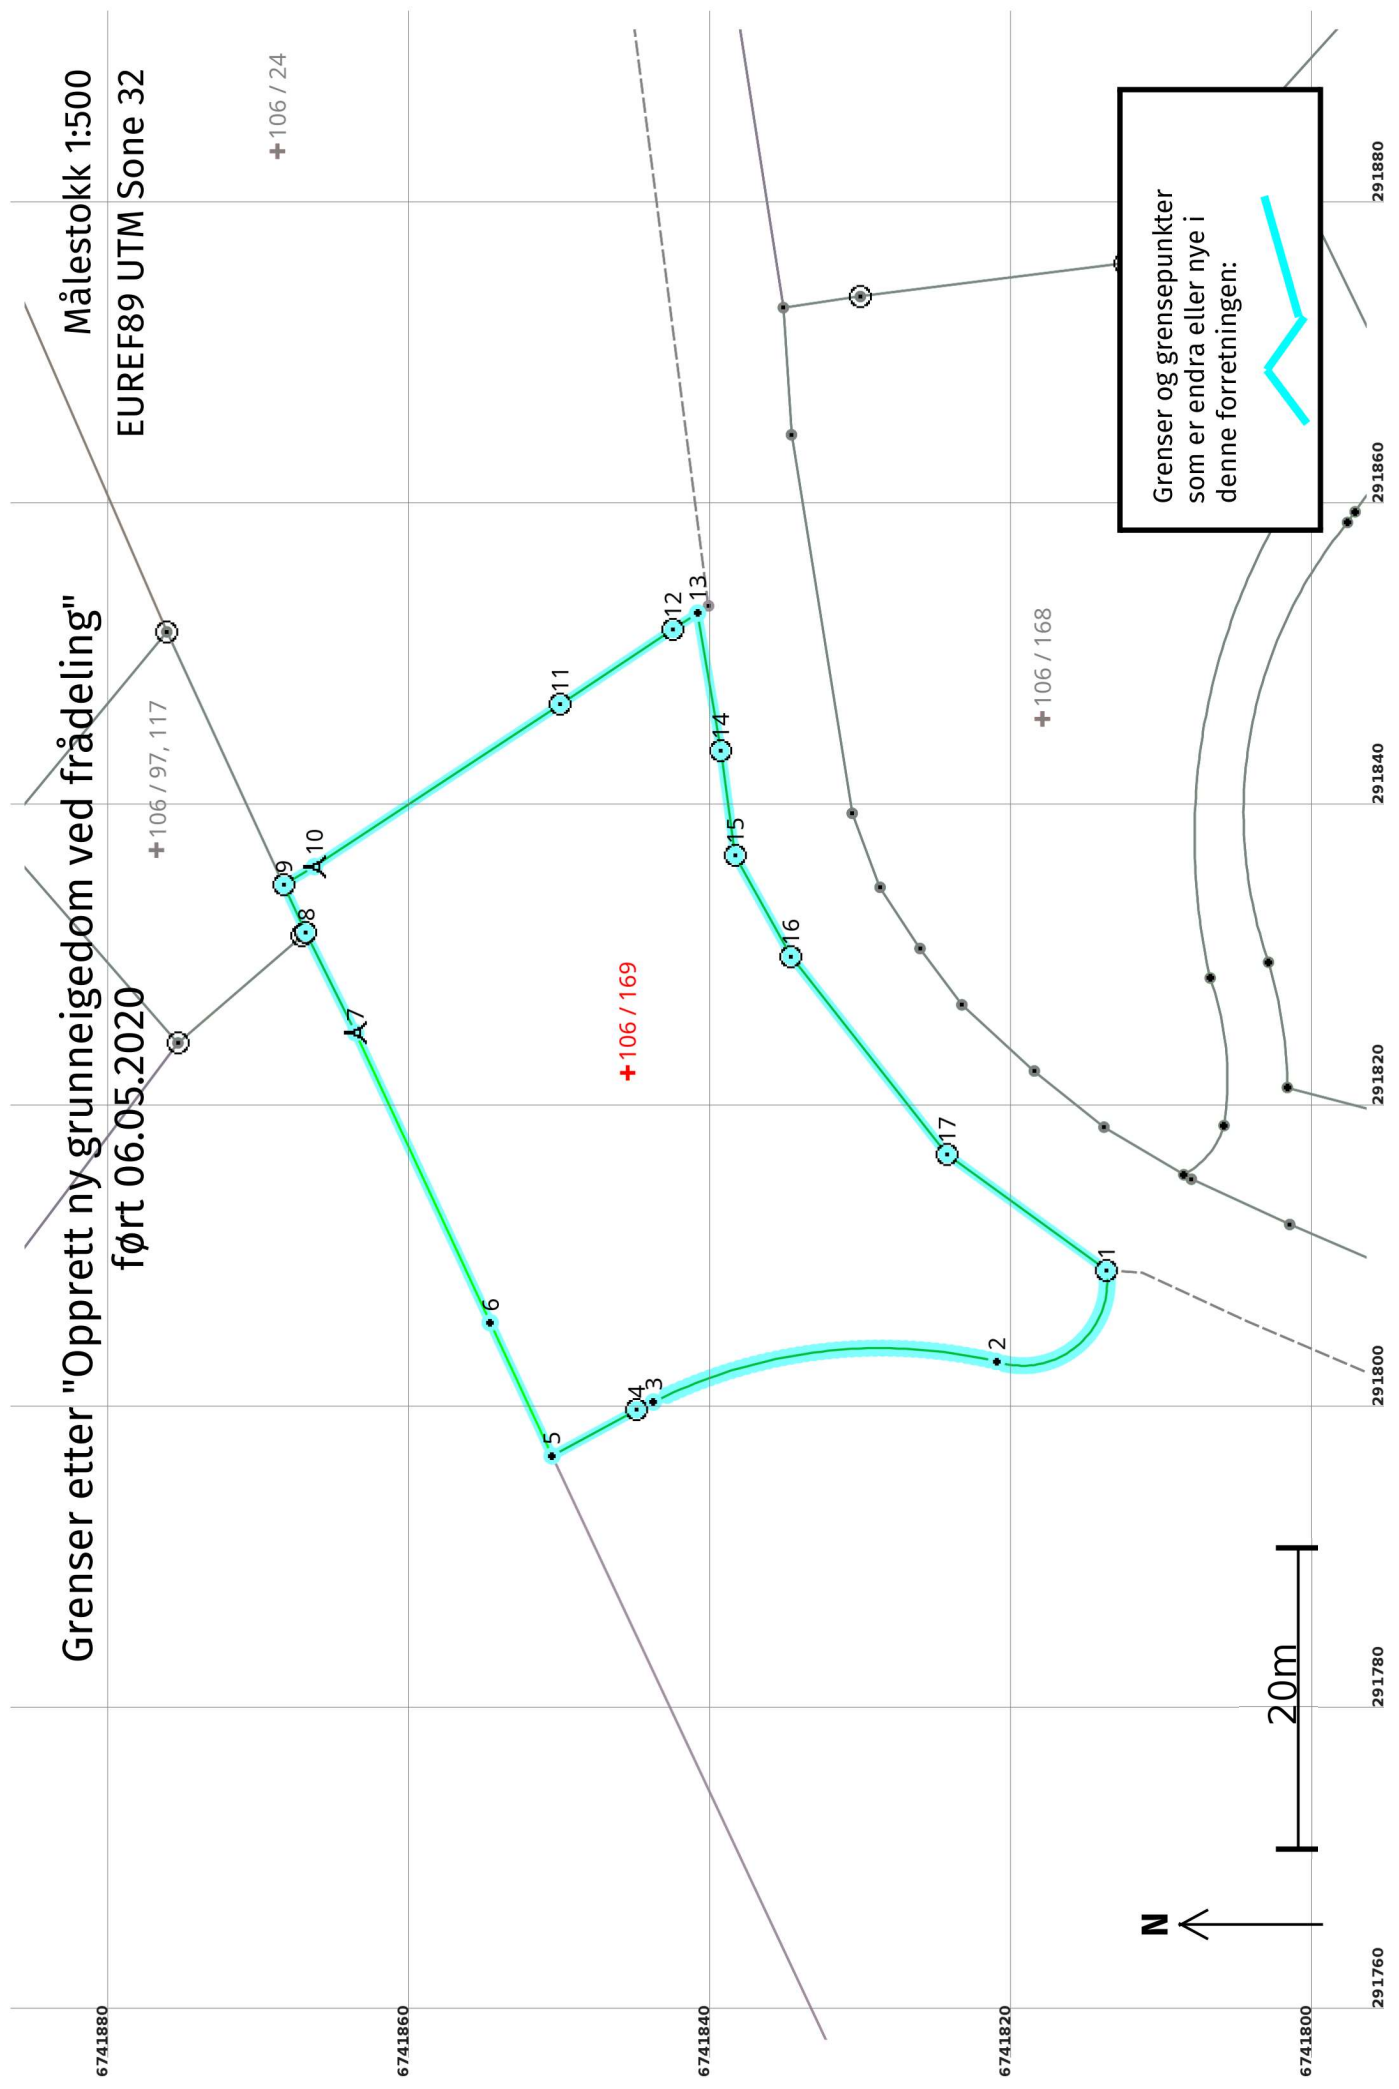 Grenser etter "Opprett ny grunneigedom ved frådeling"
ført 06.05.2020
Målestokk 1:500
EUREF89 UTM Sone 32
106 / 24
106 / 97, 117
106 / 169
106 / 168
1
2
3
4
5
6
7
8
9
10
11
12
13
14
15
16
17
Grenser og grensepunkter
som er endra eller nye i
denne forretningen:
20m
N
6741880
6741860
6741840
6741820
6741800
291760
291780
291800
291820
291840
291860
291880